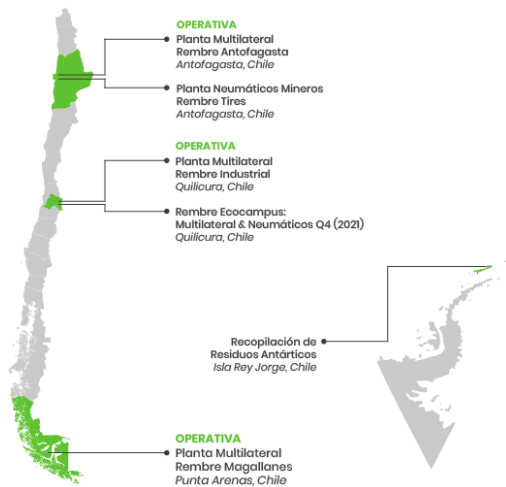 OPERATIVA
Planta Multilateral
Rembre Antofagasta
Antofagasta, Chile
Planta Neumáticos Mineros
Rembre Tires
Antofagasta, Chile
OPERATIVA
Planta Multilateral
Rembre Industrial
Quilicura, Chile
Rembre Ecocampus:
Multilateral & Neumáticos Q4 (2021)
Quilicura, Chile
Recopilación de
Residuos Antárticos
Isla Rey Jorge, Chile
OPERATIVA
Planta Multilateral
Rembre Magallanes
Punta Arenas, Chile